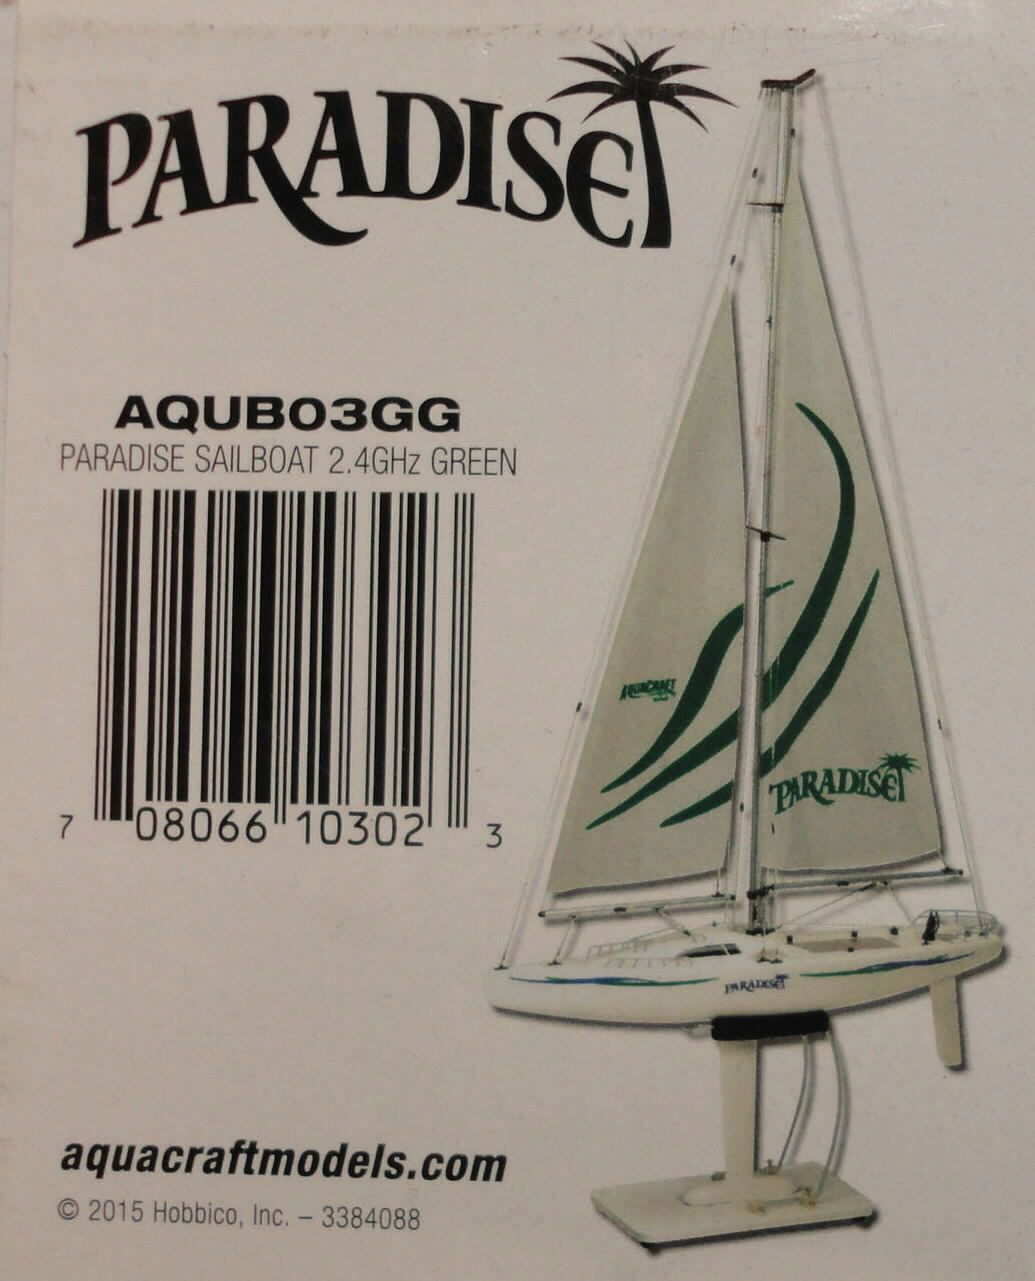 PARADISE
AQUB03GG
PARADISE SAILBOAT 2.4GHz GREEN
7 08066 10302 3
AQUACRAFT
PARADISE
PARADISE
aquacraftmodels.com
© 2015 Hobbico, Inc. – 3384088